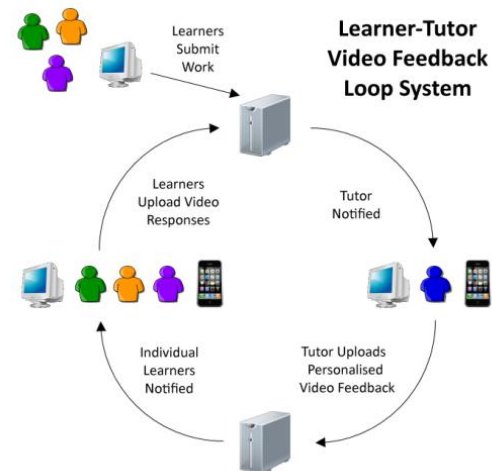 Learner-Tutor
Video Feedback
Loop System
Learners
Submit
Work
Tutor
Notified
Tutor Uploads
Personalised
Video Feedback
Individual
Learners
Notified
Learners
Upload Video
Responses